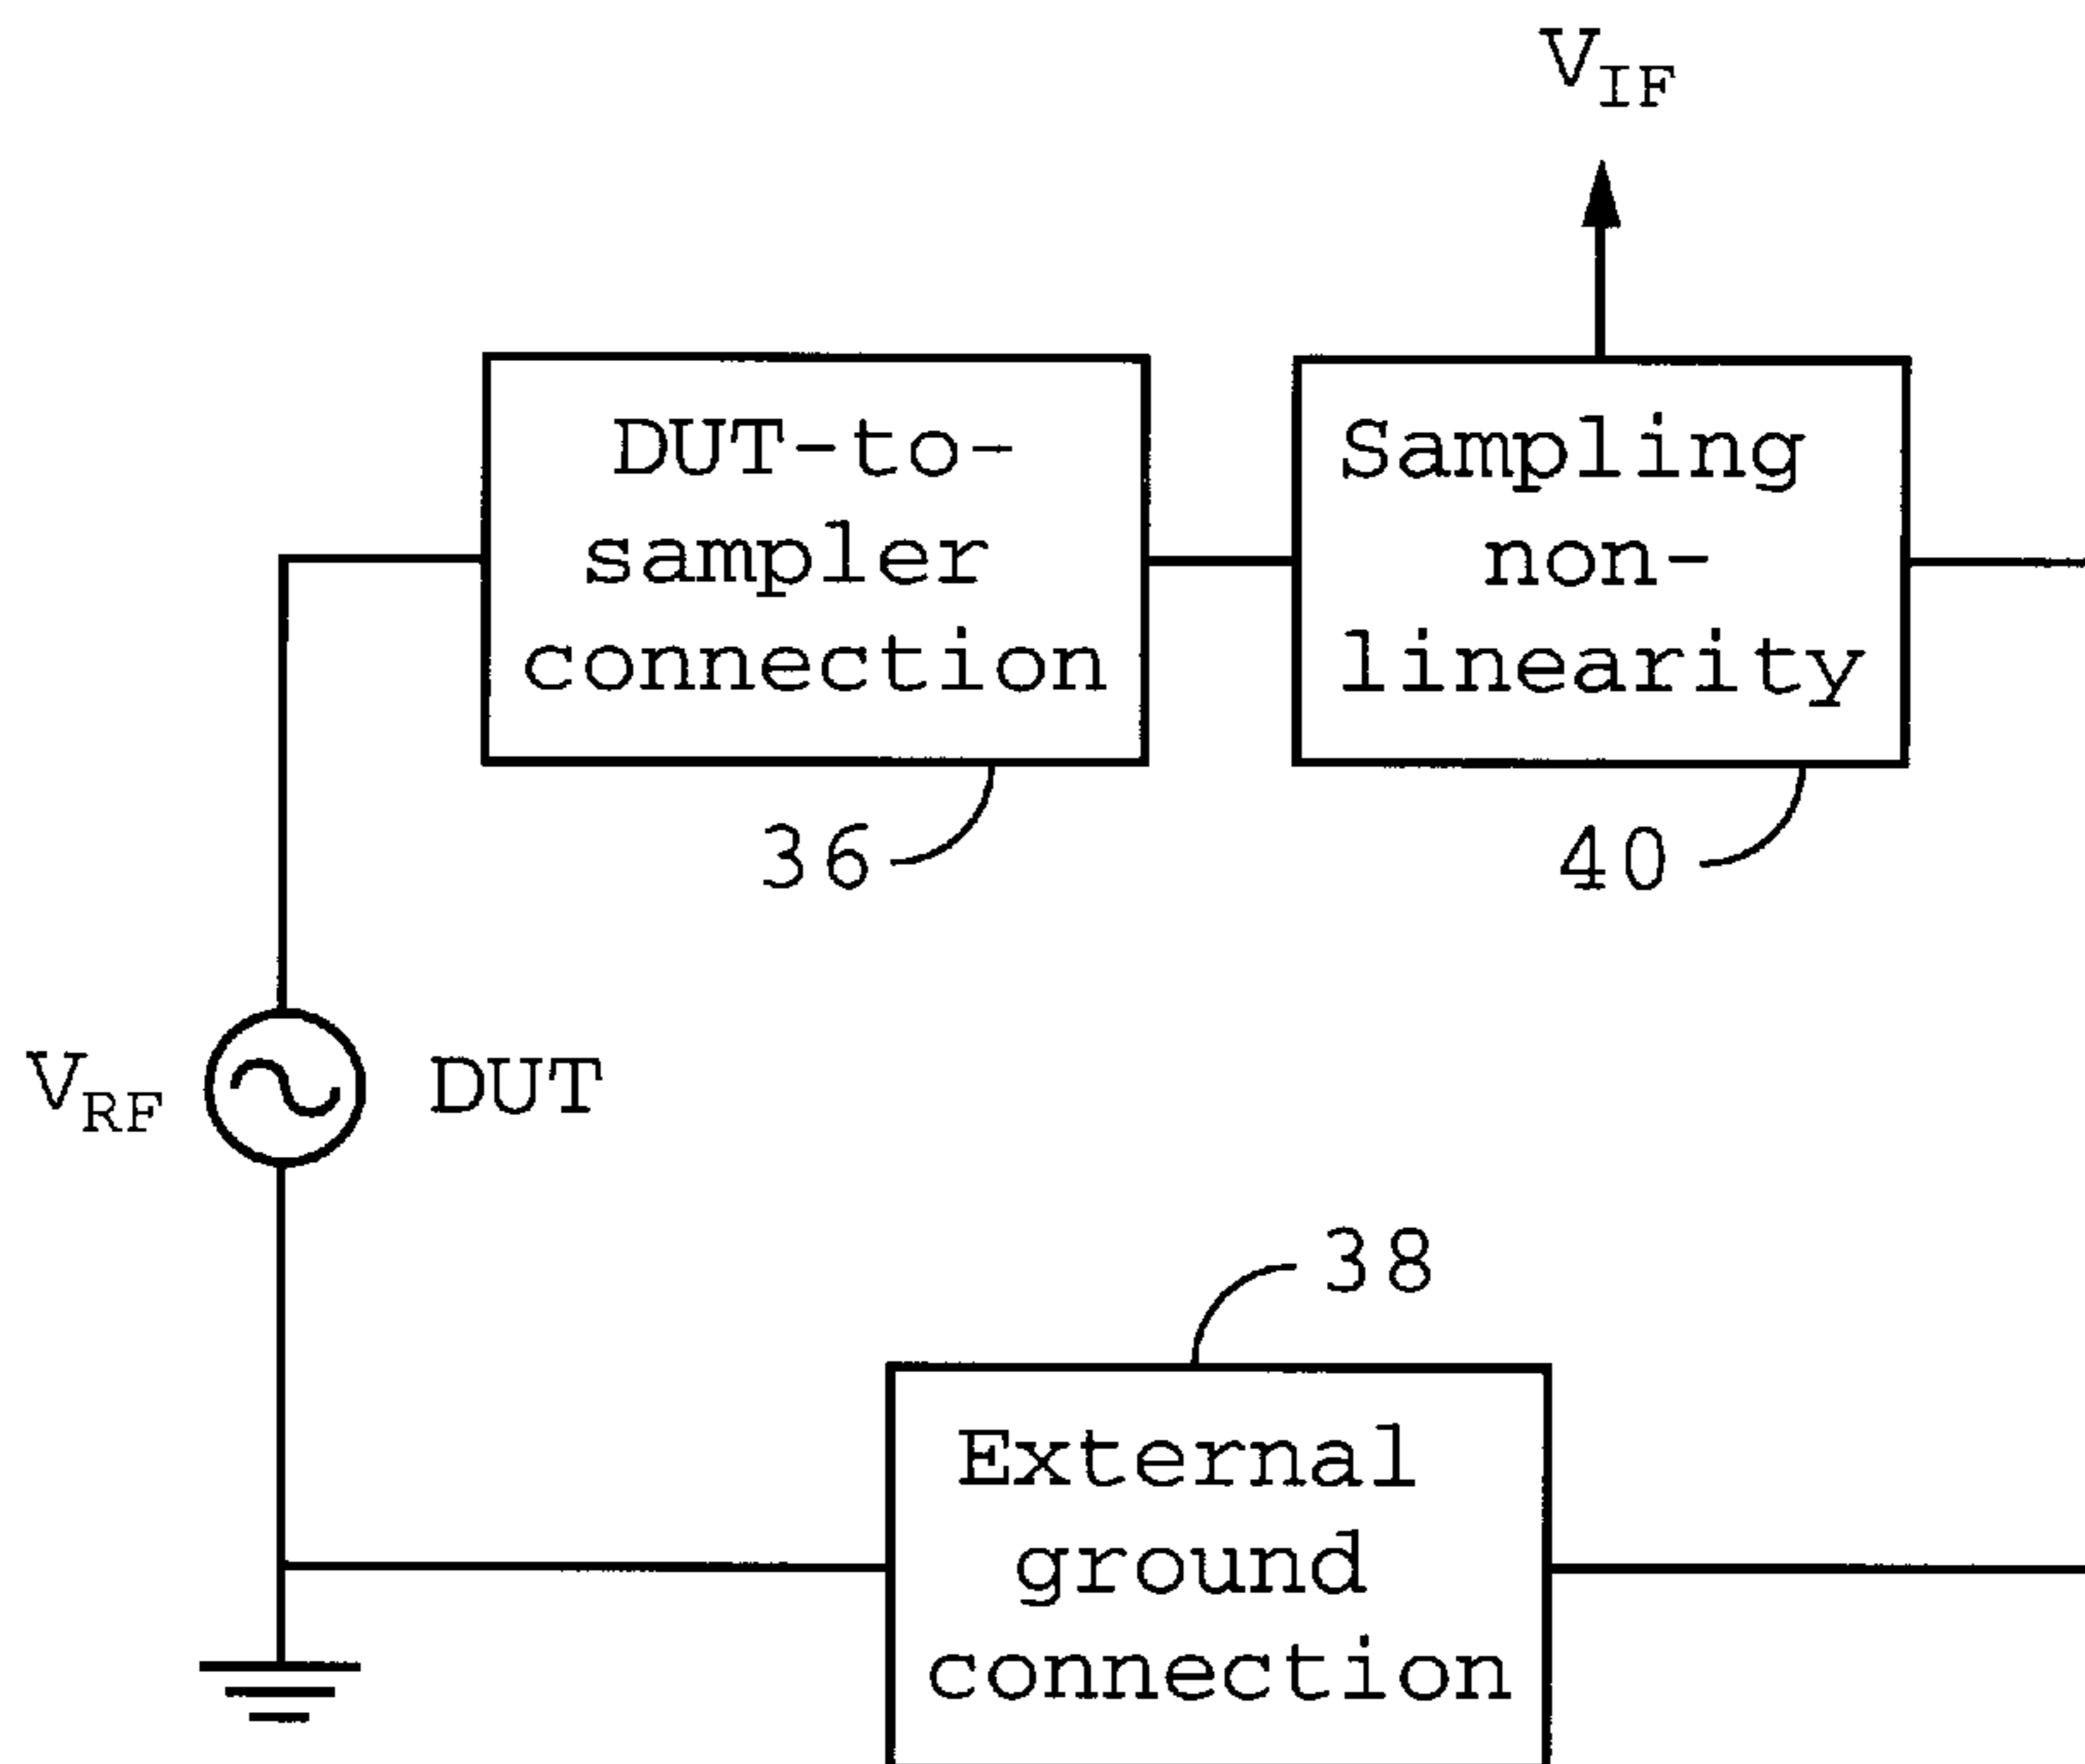 V_IF
DUT-to-
sampler
connection
Sampling
non-
linearity
36
40
V_RF
DUT
38
External
ground
connection